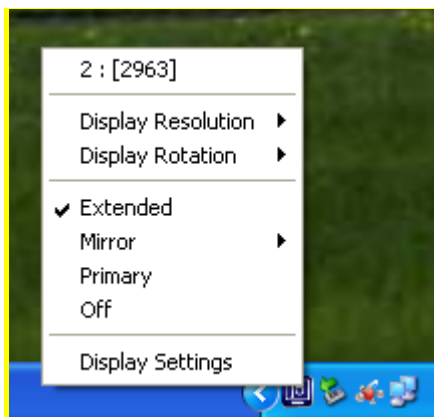 2 : [2963]
Display Resolution
Display Rotation
Extended
Mirror
Primary
Off
Display Settings